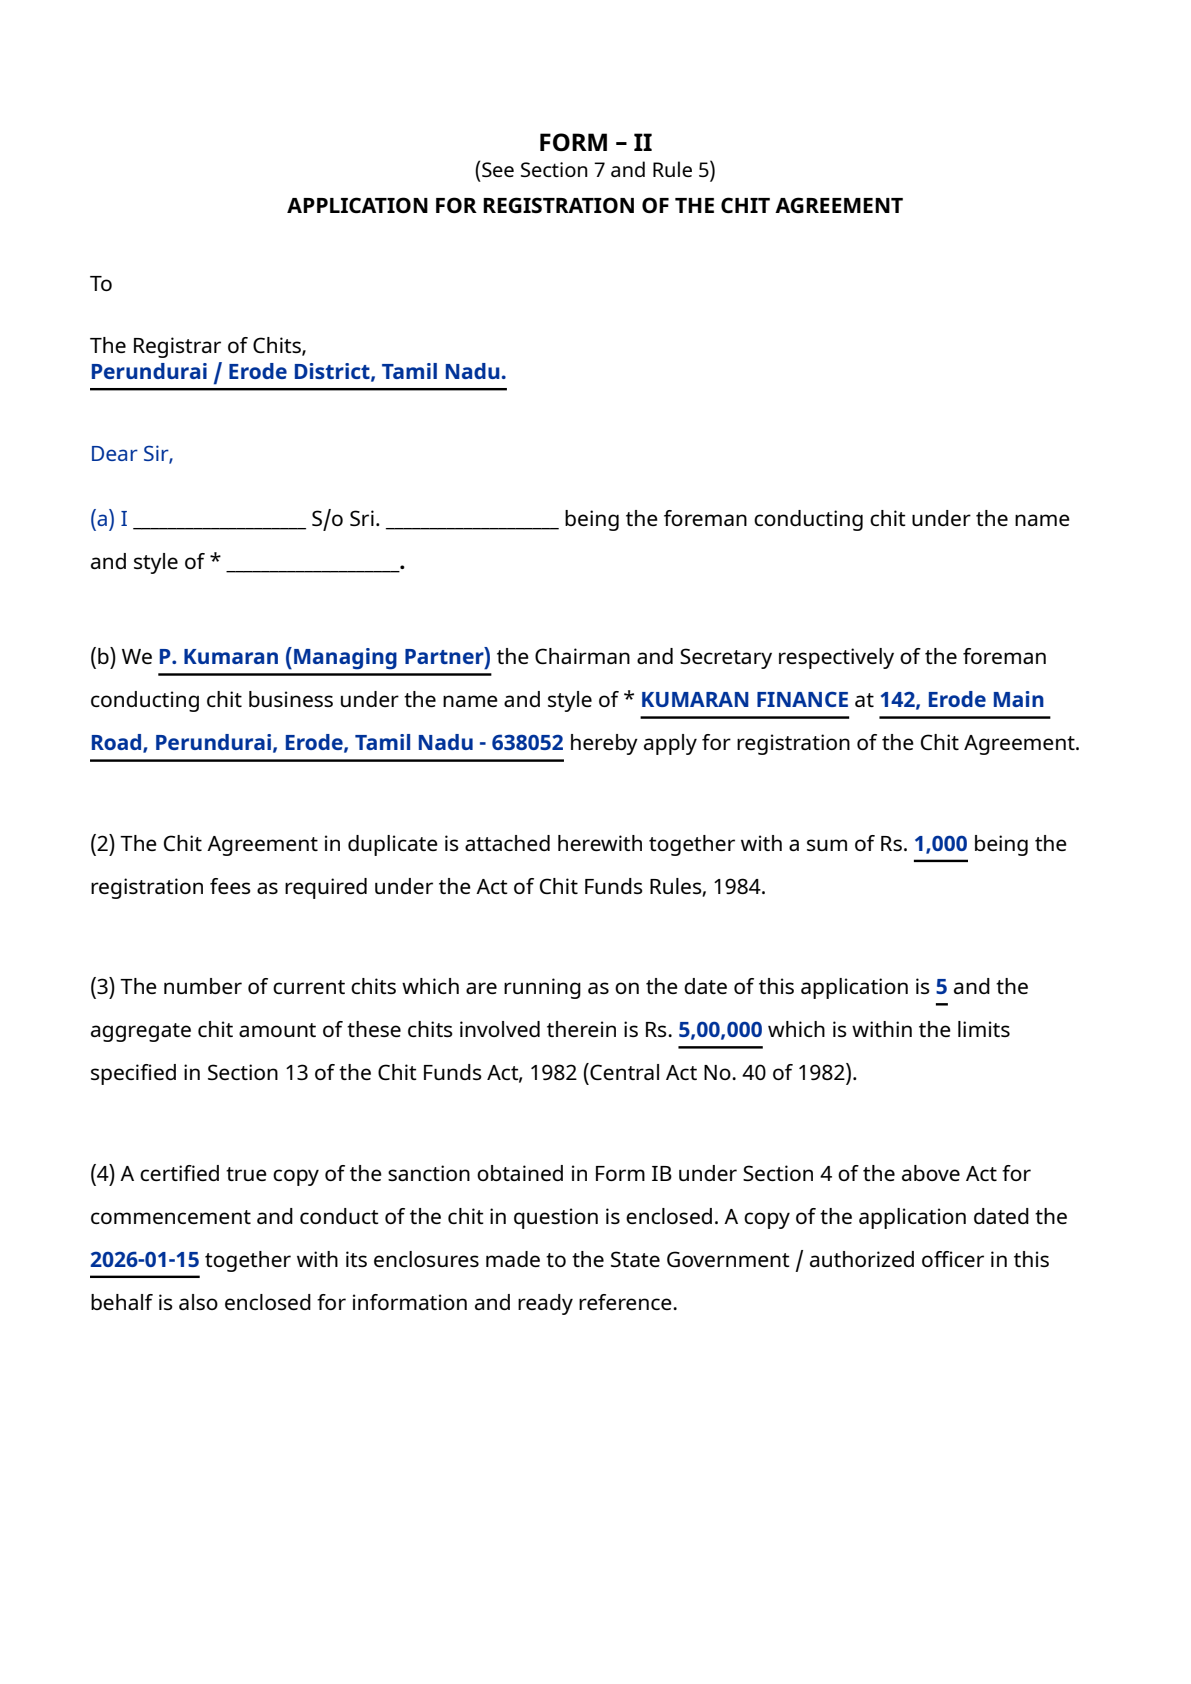 FORM – II
(See Section 7 and Rule 5)
APPLICATION FOR REGISTRATION OF THE CHIT AGREEMENT
To
The Registrar of Chits,
Perundurai / Erode District, Tamil Nadu.
Dear Sir,
(a) I ________________ S/o Sri. ________________ being the foreman conducting chit under the name
and style of * ________________.
(b) We P. Kumaran (Managing Partner) the Chairman and Secretary respectively of the foreman
conducting chit business under the name and style of * KUMARAN FINANCE at 142, Erode Main
Road, Perundurai, Erode, Tamil Nadu - 638052 hereby apply for registration of the Chit Agreement.
(2) The Chit Agreement in duplicate is attached herewith together with a sum of Rs. 1,000 being the
registration fees as required under the Act of Chit Funds Rules, 1984.
(3) The number of current chits which are running as on the date of this application is 5 and the
aggregate chit amount of these chits involved therein is Rs. 5,00,000 which is within the limits
specified in Section 13 of the Chit Funds Act, 1982 (Central Act No. 40 of 1982).
(4) A certified true copy of the sanction obtained in Form IB under Section 4 of the above Act for
commencement and conduct of the chit in question is enclosed. A copy of the application dated the
2026-01-15 together with its enclosures made to the State Government / authorized officer in this
behalf is also enclosed for information and ready reference.